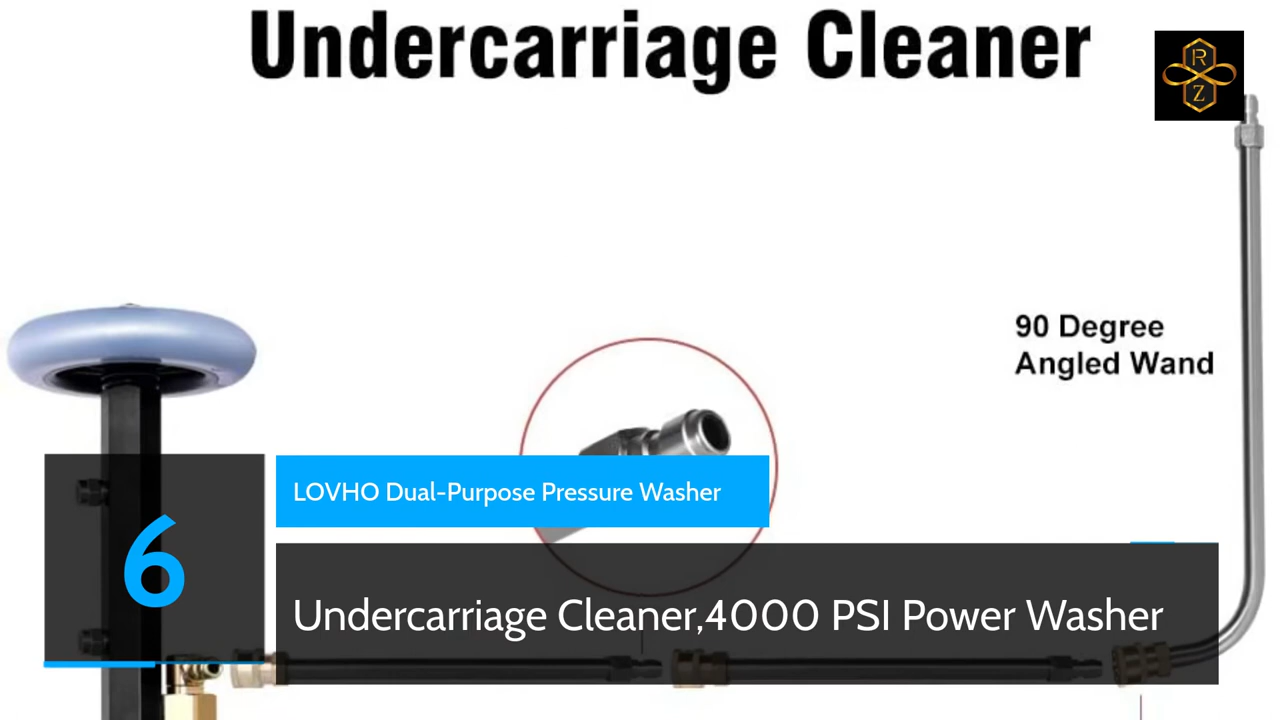 Undercarriage Cleaner
R
Z
90 Degree
Angled Wand
6
LOVHO Dual-Purpose Pressure Washer
Undercarriage Cleaner,4000 PSI Power Washer